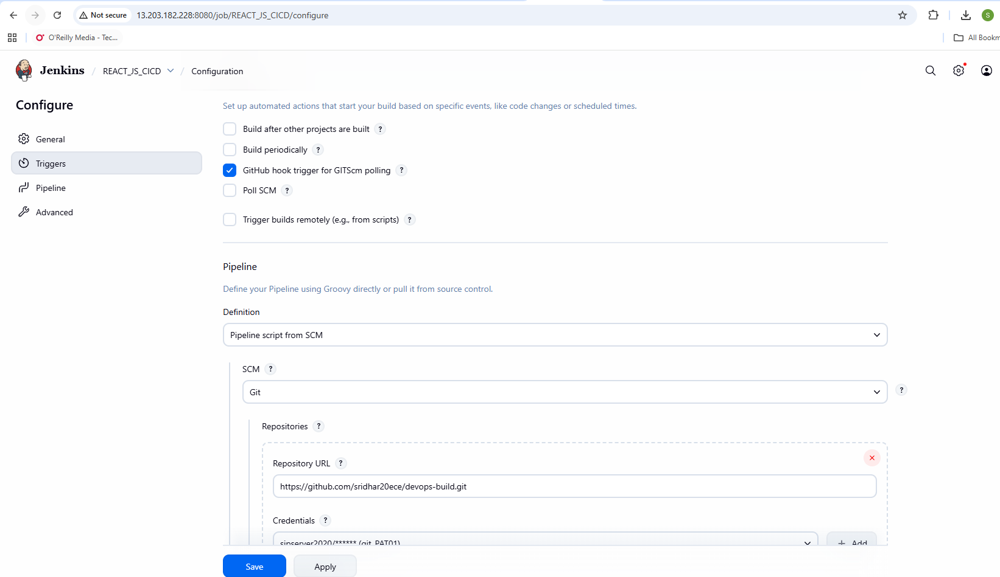 Not secure 13.203.182.228:8080/job/REACT_JS_CICD/configure S
O'Reilly Media - Tec... All Bookm
Jenkins / REACT_JS_CICD / Configuration
Configure
General
Triggers
Pipeline
Advanced
Set up automated actions that start your build based on specific events, like code changes or scheduled times.
Build after other projects are built ?
Build periodically ?
GitHub hook trigger for GITScm polling ?
Poll SCM ?
Trigger builds remotely (e.g., from scripts) ?
Pipeline
Define your Pipeline using Groovy directly or pull it from source control.
Definition
Pipeline script from SCM
SCM ?
Git ?
Repositories ?
Repository URL ?
https://github.com/sridhar20ece/devops-build.git
Credentials ?
sipserver2020/****** (git_PAT01)
+ Add
Save Apply